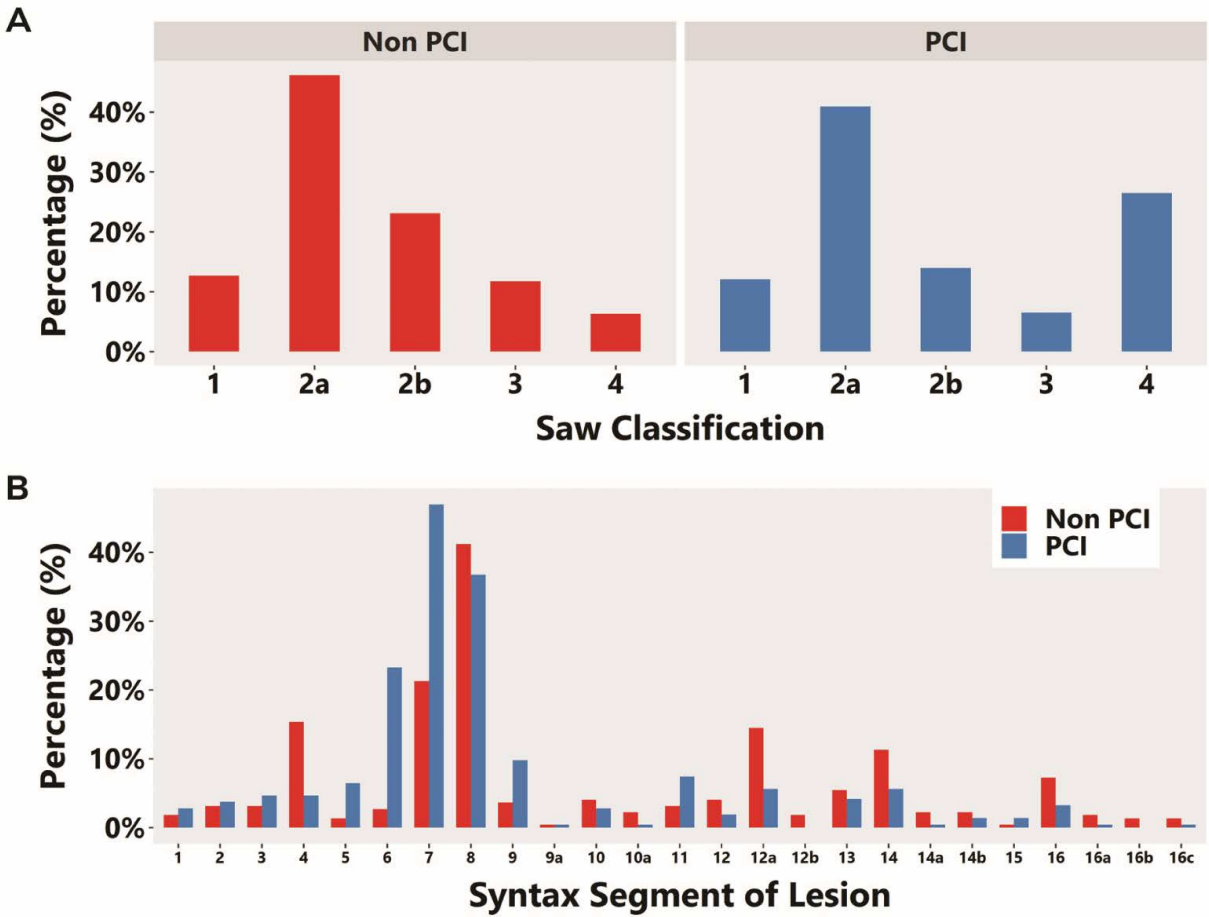 A
Non PCI PCI
Percentage (%)
40%
30%
20%
10%
0%
1 2a 2b 3 4 1 2a 2b 3 4
Saw Classification
B
Non PCI
PCI
Percentage (%)
40%
30%
20%
10%
0%
1 2 3 4 5 6 7 8 9 9a 10 10a 11 12 12a 12b 13 14 14a 14b 15 16 16a 16b 16c
Syntax Segment of Lesion